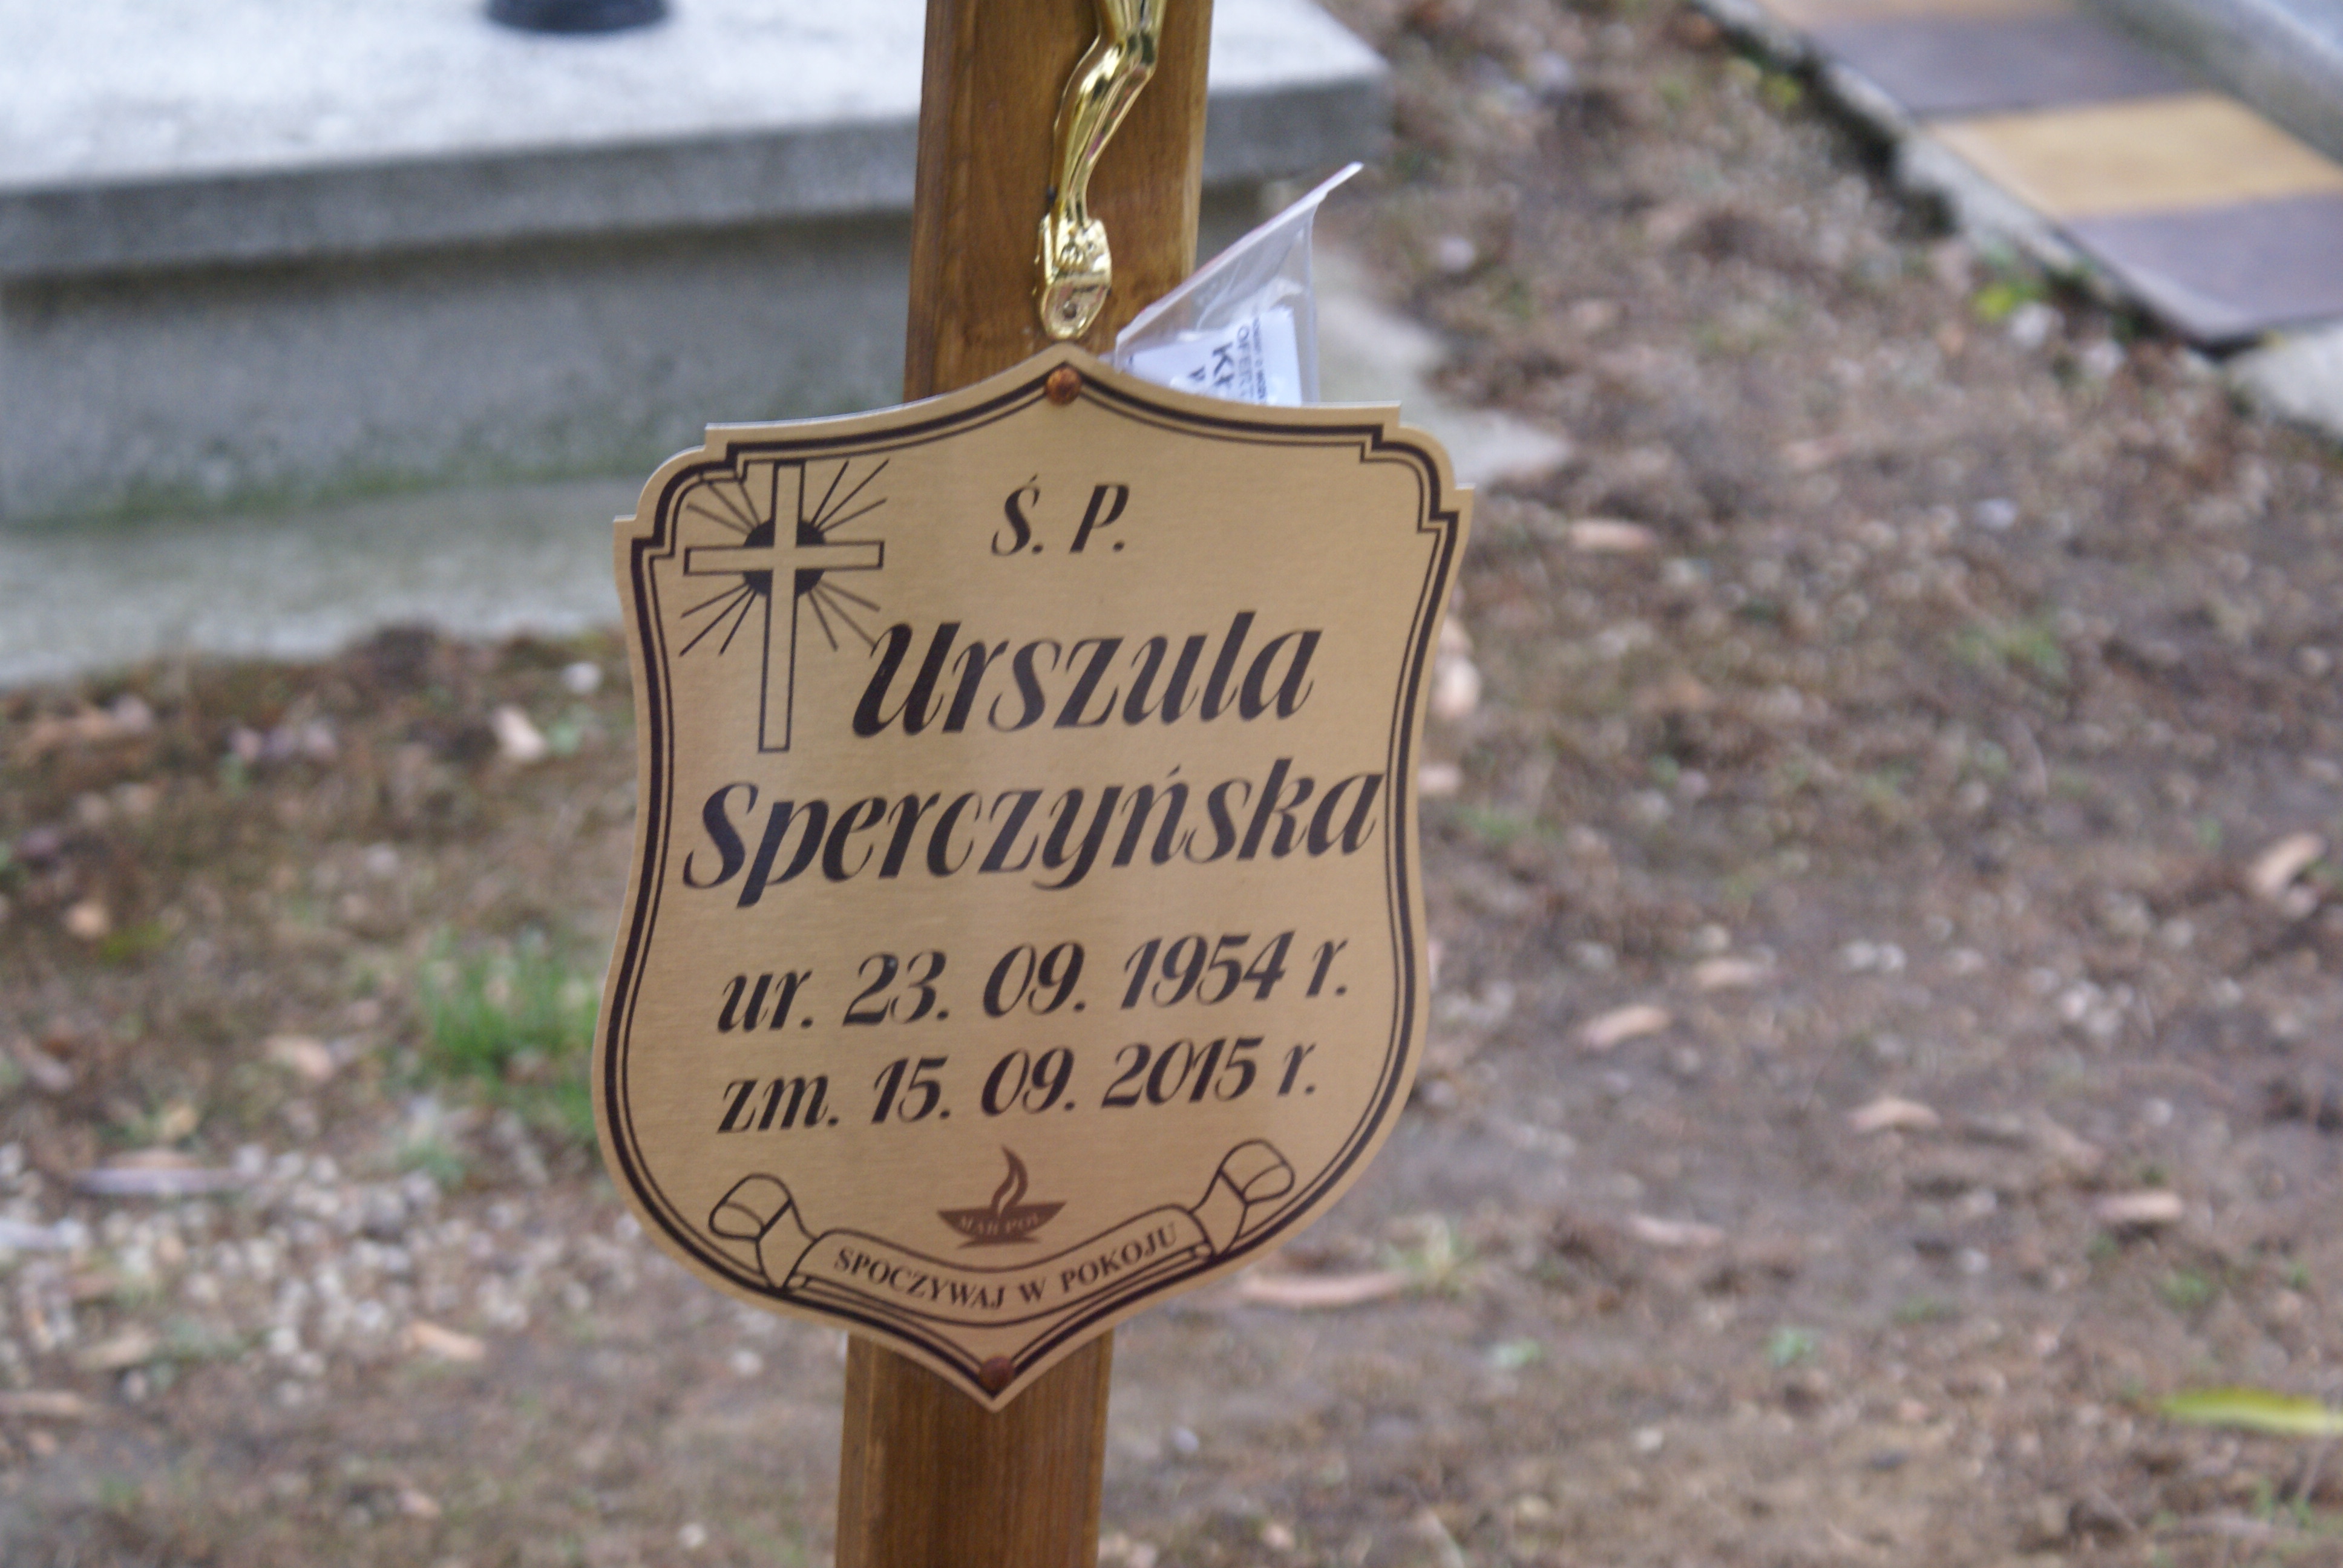 Ś. P.
Urszula
Sperczyńska
ur. 23. 09. 1954 r.
zm. 15. 09. 2015 r.
SPOCZYWAJ W POKOJU